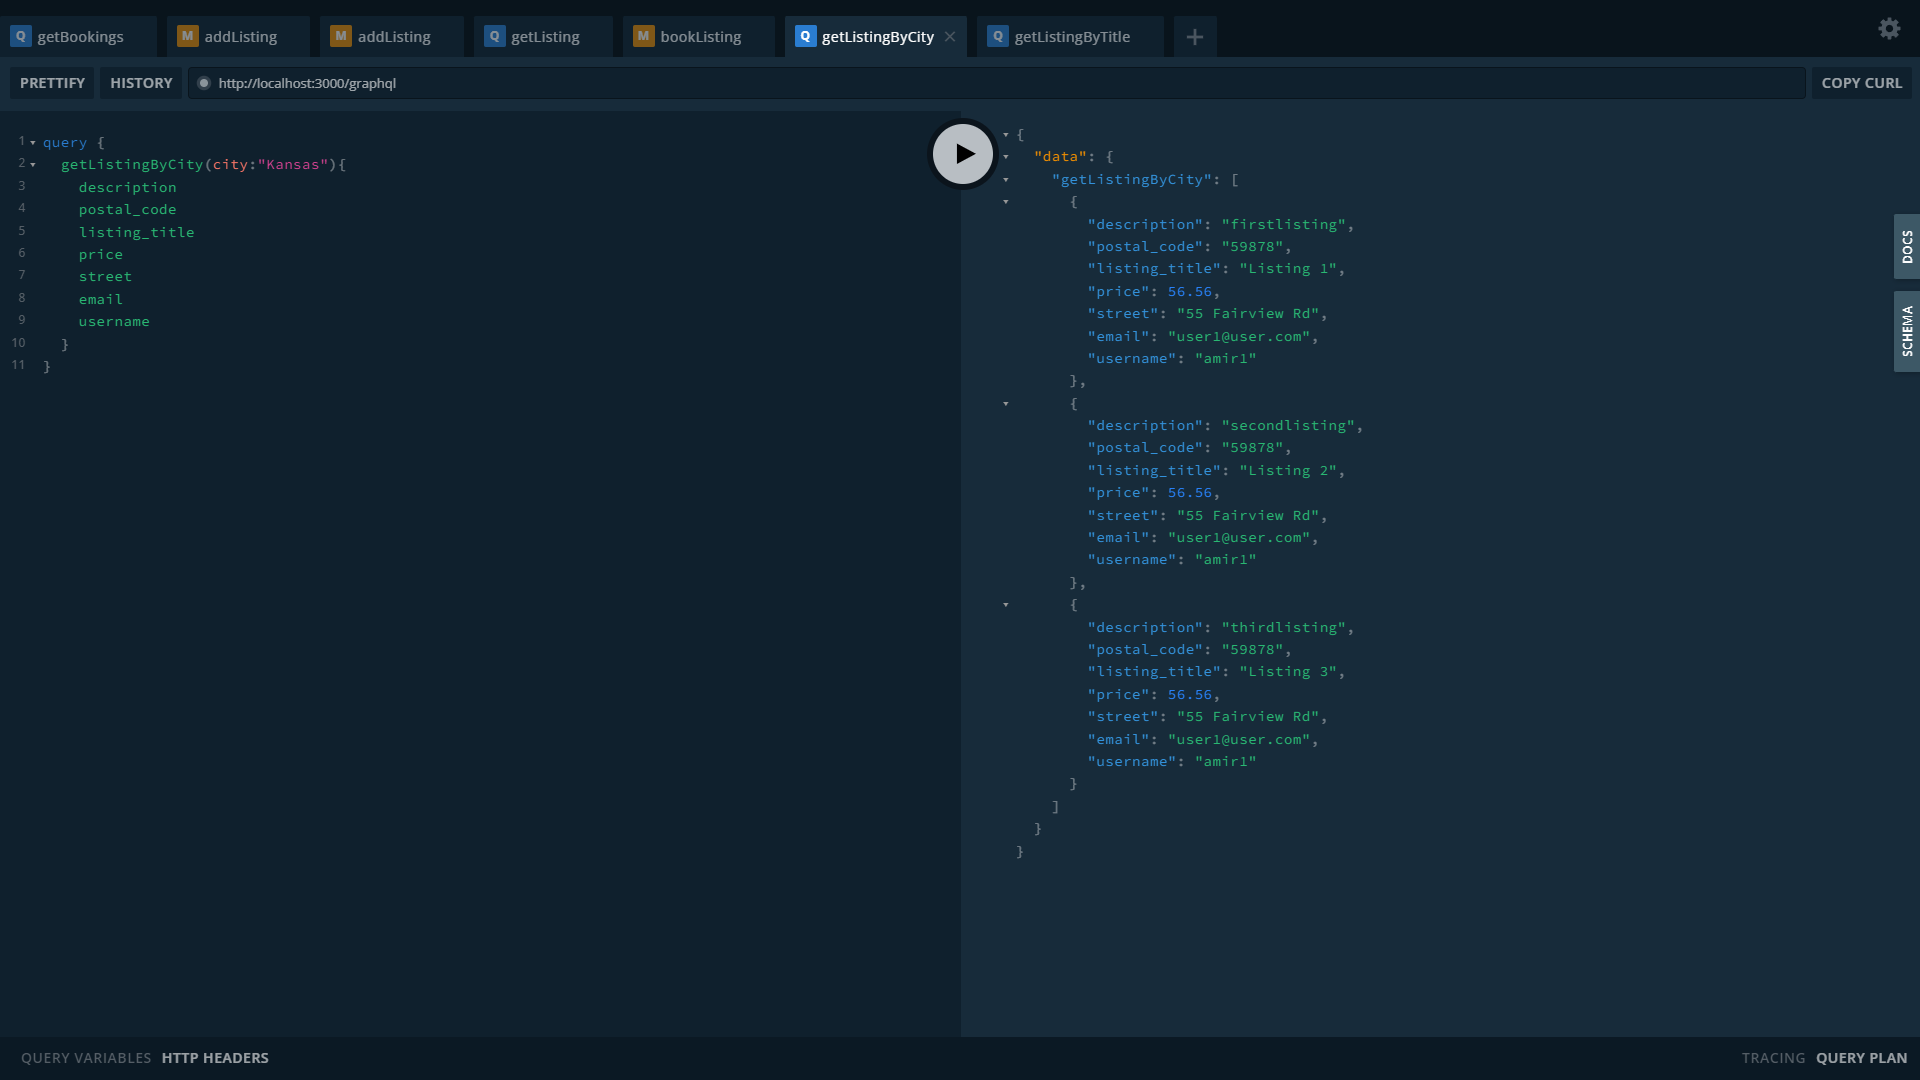 Q getBookings M addListing M addListing Q getListing M bookListing Q getListingByCity Q getListingByTitle
PRETTIFY HISTORY http://localhost:3000/graphql COPY CURL
1 query {
2 getListingByCity(city:"Kansas"){
3 description
4 postal_code
5 listing_title
6 price
7 street
8 email
9 username
10 }
11 }
{
"data": {
"getListingByCity": [
{
"description": "firstlisting",
"postal_code": "59878",
"listing_title": "Listing 1",
"price": 56.56,
"street": "55 Fairview Rd",
"email": "user1@user.com",
"username": "amir1"
},
{
"description": "secondlisting",
"postal_code": "59878",
"listing_title": "Listing 2",
"price": 56.56,
"street": "55 Fairview Rd",
"email": "user1@user.com",
"username": "amir1"
},
{
"description": "thirdlisting",
"postal_code": "59878",
"listing_title": "Listing 3",
"price": 56.56,
"street": "55 Fairview Rd",
"email": "user1@user.com",
"username": "amir1"
}
]
}
}
DOCS
SCHEMA
QUERY VARIABLES HTTP HEADERS TRACING QUERY PLAN